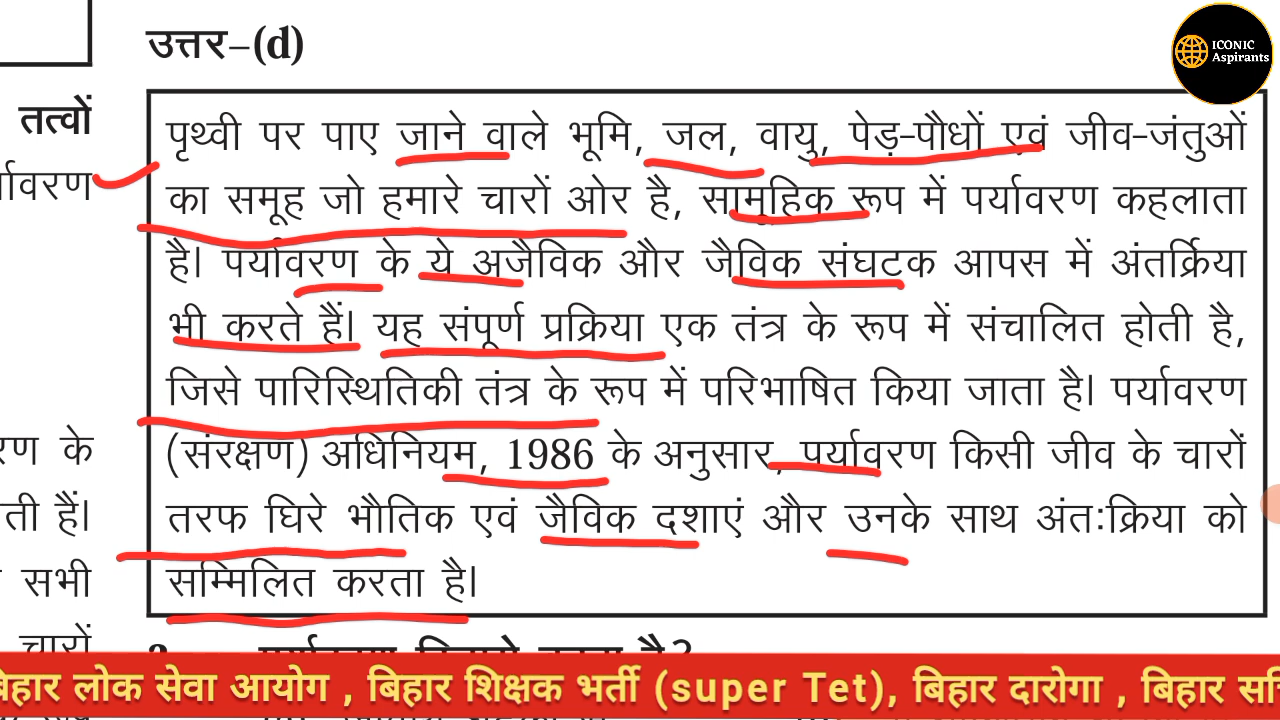 उत्तर–(d)
ICONIC
Aspirants
तत्वों
पृथ्वी पर पाए जाने वाले भूमि, जल, वायु, पेड़-पौधों एवं जीव-जंतुओं
का समूह जो हमारे चारों ओर है, सामूहिक रूप में पर्यावरण कहलाता
है। पर्यावरण के ये अजैविक और जैविक संघटक आपस में अंतर्क्रिया
भी करते हैं। यह संपूर्ण प्रक्रिया एक तंत्र के रूप में संचालित होती है,
जिसे पारिस्थितिकी तंत्र के रूप में परिभाषित किया जाता है। पर्यावरण
(संरक्षण) अधिनियम, 1986 के अनुसार, पर्यावरण किसी जीव के चारों
तरफ घिरे भौतिक एवं जैविक दशाएं और उनके साथ अंत:क्रिया को
सम्मिलित करता है।
के
हैं।
सभी
चारों
बिहार लोक सेवा आयोग , बिहार शिक्षक भर्ती (super Tet), बिहार दारोगा , बिहार